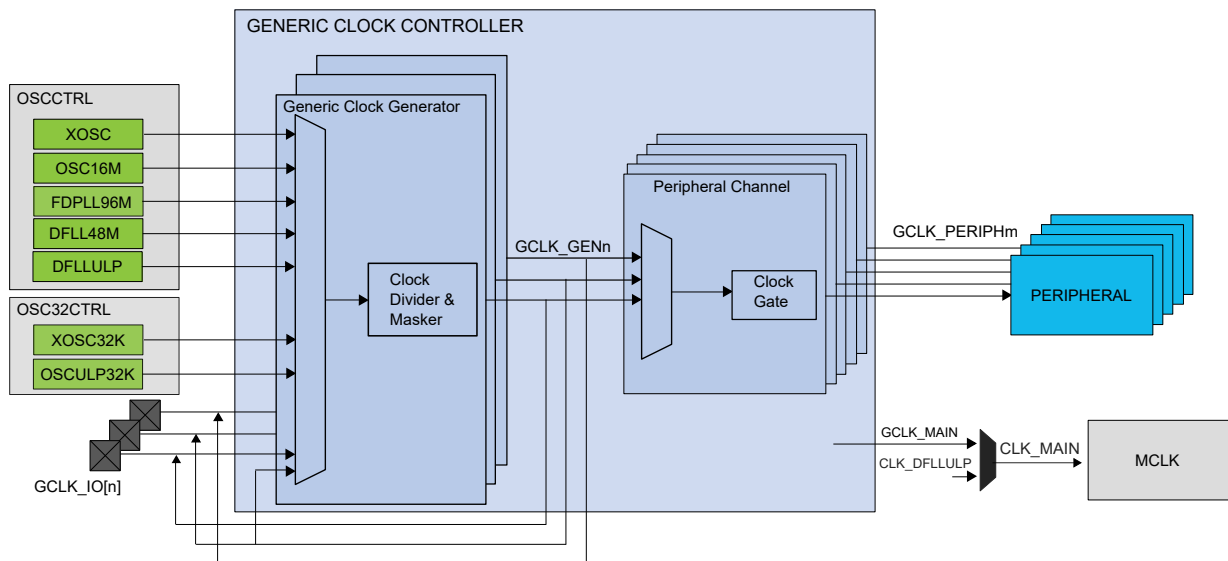 GENERIC CLOCK CONTROLLER
OSCCTRL
XOSC
OSC16M
FDPLL96M
DFLL48M
DFLLULP
OSC32CTRL
XOSC32K
OSCULP32K
GCLK_IO[n]
Generic Clock Generator
Clock
Divider &
Masker
GCLK_GENn
Peripheral Channel
Clock
Gate
GCLK_PERIPHm
PERIPHERAL
GCLK_MAIN
CLK_DFLLULP
CLK_MAIN
MCLK